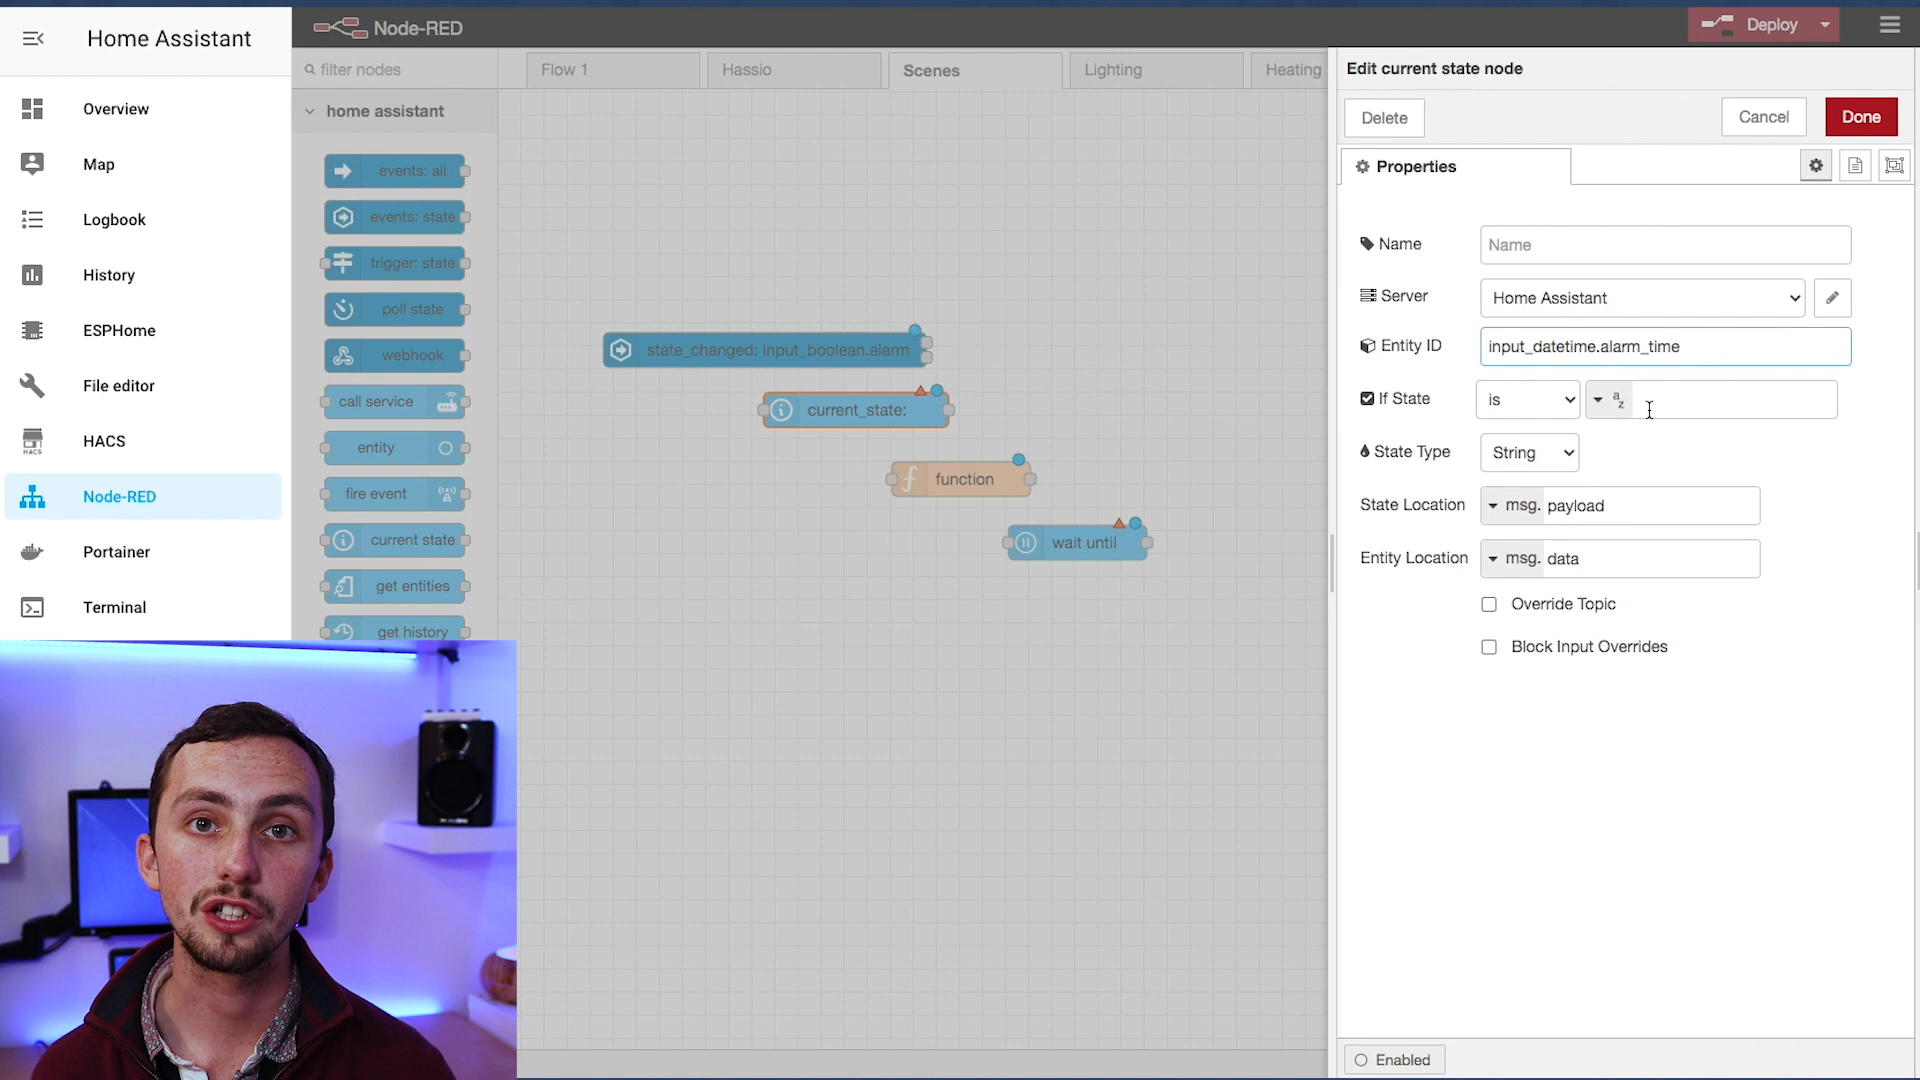 Home Assistant
Overview
Map
Logbook
History
ESPHome
File editor
HACS
HACS
Node-RED
Portainer
Terminal
Node-RED
Deploy
filter nodes
Flow 1
Hassio
Scenes
Lighting
Heating
home assistant
events: all
events: state
trigger: state
poll state
webhook
call service
entity
fire event
current state
get entities
get history
state_changed: input_boolean.alarm
current_state:
function
wait until
Edit current state node
Delete
Cancel
Done
Properties
Name
Name
Server
Home Assistant
Entity ID
input_datetime.alarm_time
If State
is
a
z
State Type
String
State Location
msg. payload
Entity Location
msg. data
Override Topic
Block Input Overrides
Enabled